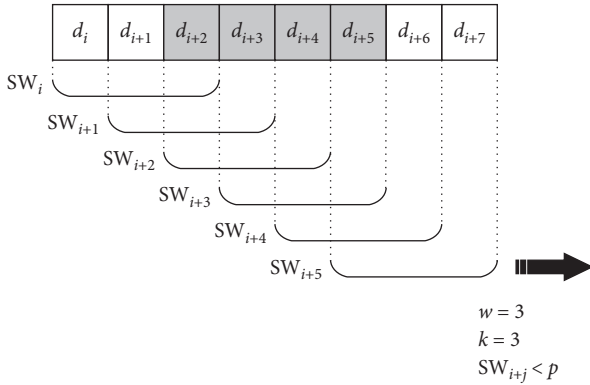 d_i d_{i+1} d_{i+2} d_{i+3} d_{i+4} d_{i+5} d_{i+6} d_{i+7}
SW_i
SW_{i+1}
SW_{i+2}
SW_{i+3}
SW_{i+4}
SW_{i+5}
w = 3
k = 3
SW_{i+j} < p